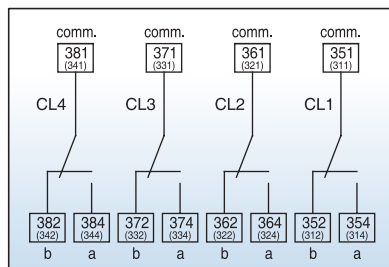 comm. comm. comm. comm.
381 371 361 351
(341) (331) (321) (311)
CL4 CL3 CL2 CL1
382 384 372 374 362 364 352 354
(342) (344) (332) (334) (322) (324) (312) (314)
b a b a b a b a